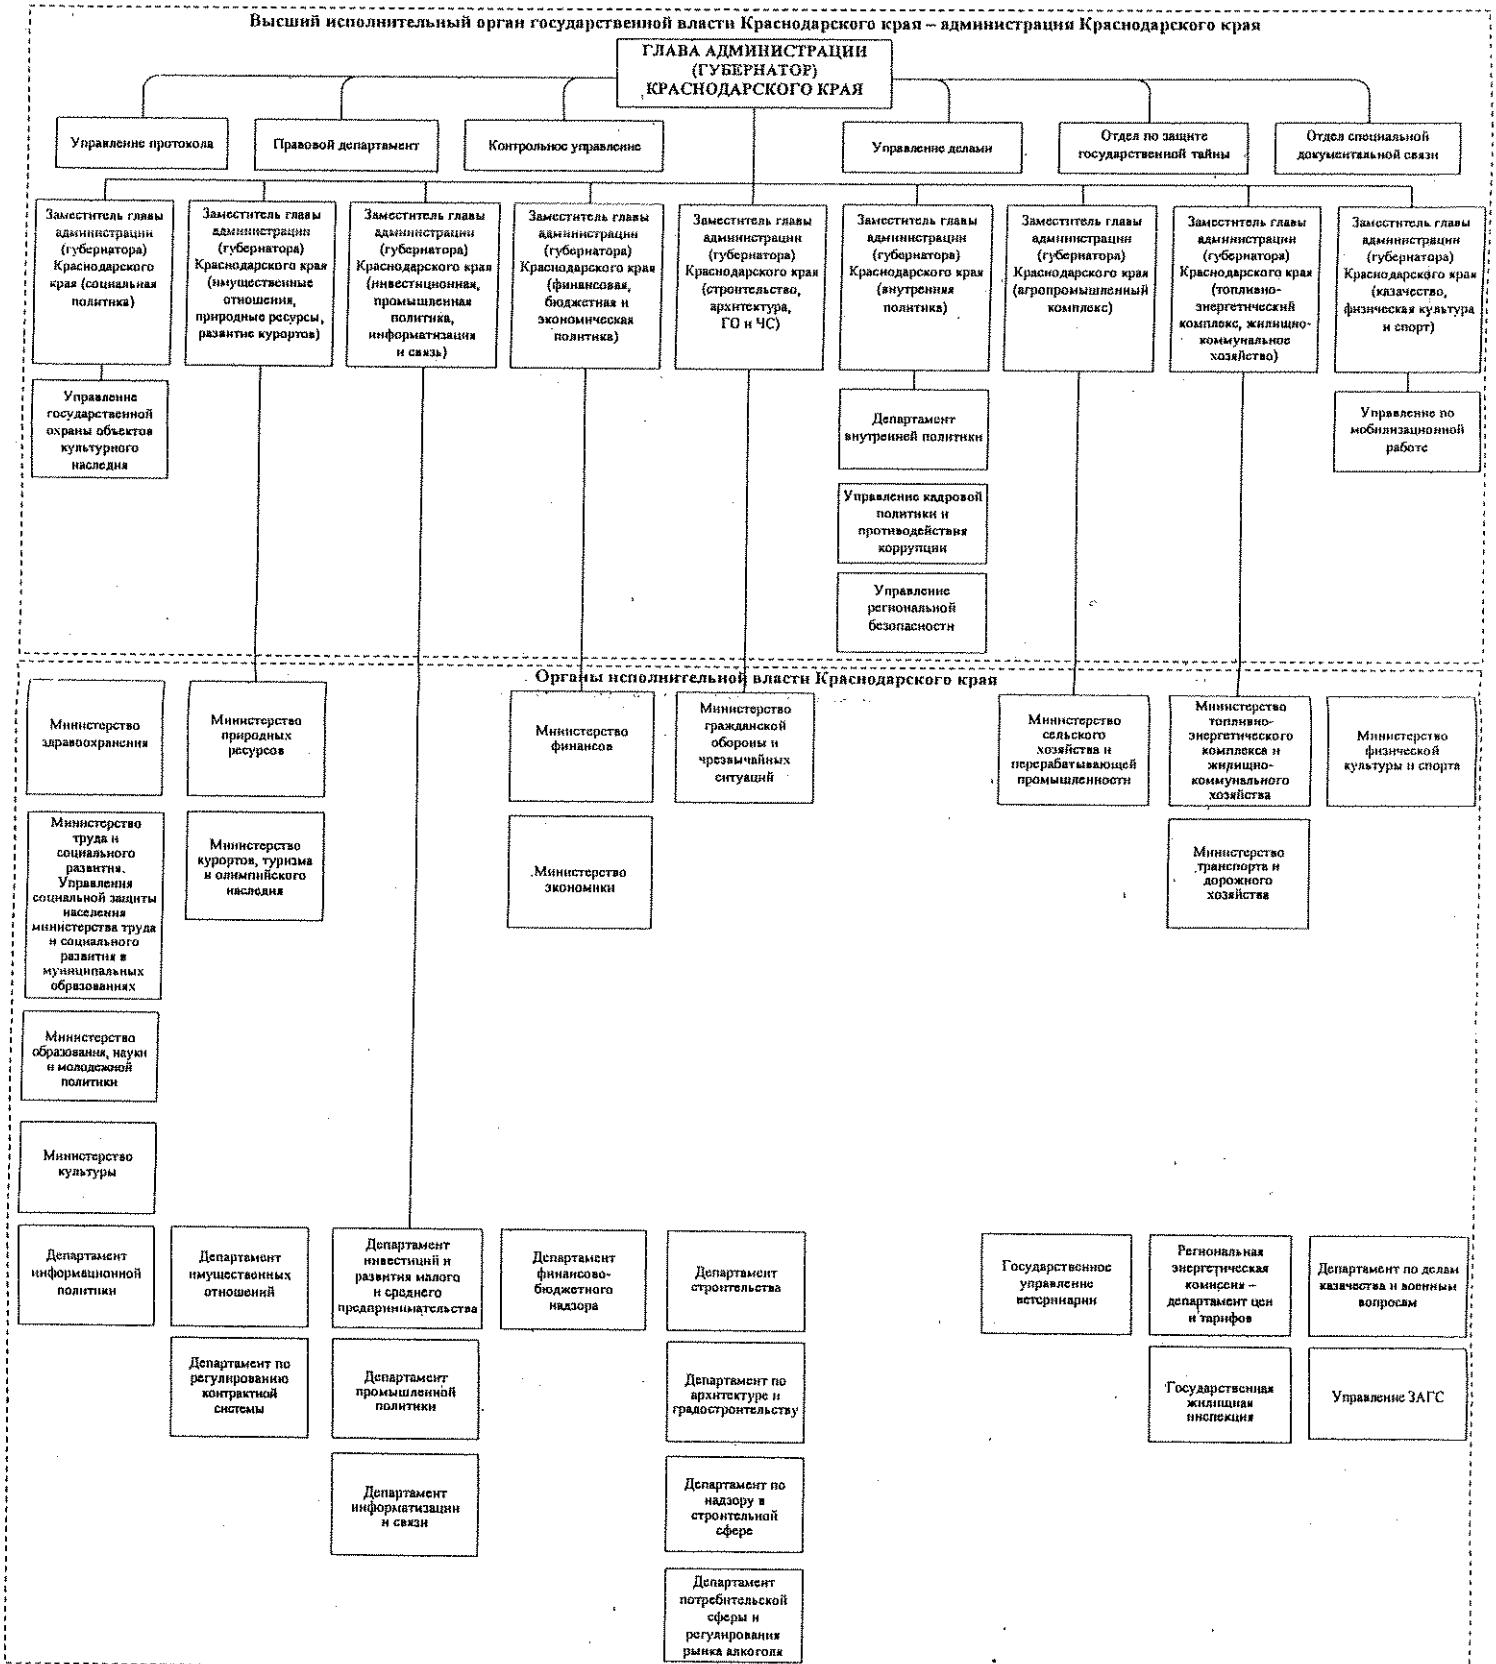 Высший исполнительный орган государственной власти Краснодарского края – администрация Краснодарского края
ГЛАВА АДМИНИСТРАЦИИ
(ГУБЕРНАТОР)
КРАСНОДАРСКОГО КРАЯ
Управление протокола
Правовой департамент
Контрольное управление
Управление делами
Отдел по защите
государственной тайны
Отдел специальной
документальной связи
Заместитель главы
администрации
(губернатора)
Краснодарского
края (социальная
политика)
Заместитель главы
администрации
(губернатора)
Краснодарского края
(имущественные
отношения,
природные ресурсы,
развитие курортов)
Заместитель главы
администрации
(губернатора)
Краснодарского края
(инвестиционная,
промышленная
политика,
информатизация
и связь)
Заместитель главы
администрации
(губернатора)
Краснодарского края
(финансовая,
бюджетная и
экономическая
политика)
Заместитель главы
администрации
(губернатора)
Краснодарского края
(строительство,
архитектура,
ГО и ЧС)
Заместитель главы
администрации
(губернатора)
Краснодарского края
(внутренняя
политика)
Заместитель главы
администрации
(губернатора)
Краснодарского края
(агропромышленный
комплекс)
Заместитель главы
администрации
(губернатора)
Краснодарского края
(топливно-
энергетический
комплекс, жилищно-
коммунальное
хозяйство)
Заместитель главы
администрации
(губернатора)
Краснодарского края
(казачество,
физическая культура
и спорт)
Управление
государственной
охраны объектов
культурного
наследия
Департамент
внутренней политики
Управление по
мобилизационной
работе
Управление кадровой
политики и
противодействия
коррупции
Управление
региональной
безопасности
Органы исполнительной власти Краснодарского края
Министерство
здравоохранения
Министерство
природных
ресурсов
Министерство
финансов
Министерство
гражданской
обороны и
чрезвычайных
ситуаций
Министерство
сельского
хозяйства и
перерабатывающей
промышленности
Министерство
топливно-
энергетического
комплекса и
жилищно-
коммунального
хозяйства
Министерство
физической
культуры и спорта
Министерство
труда и
социального
развития.
Управления
социальной защиты
населения
министерства труда
и социального
развития в
муниципальных
образованиях
Министерство
курортов, туризма
и олимпийского
наследия
Министерство
экономики
Министерство
транспорта и
дорожного
хозяйства
Министерство
образования, науки
и молодежной
политики
Министерство
культуры
Департамент
информационной
политики
Департамент
имущественных
отношений
Департамент
инвестиций и
развития малого
и среднего
предпринимательства
Департамент
финансово-
бюджетного
надзора
Департамент
строительства
Государственное
управление
ветеринарии
Региональная
энергетическая
комиссия –
департамент цен
и тарифов
Департамент по делам
казачества и военным
вопросам
Департамент по
регулированию
контрактной
системы
Департамент
промышленной
политики
Департамент по
архитектуре и
градостроительству
Государственная
жилищная
инспекция
Управление ЗАГС
Департамент
информатизации
и связи
Департамент по
надзору в
строительной
сфере
Департамент
потребительской
сферы и
регулирования
рынка алкоголя